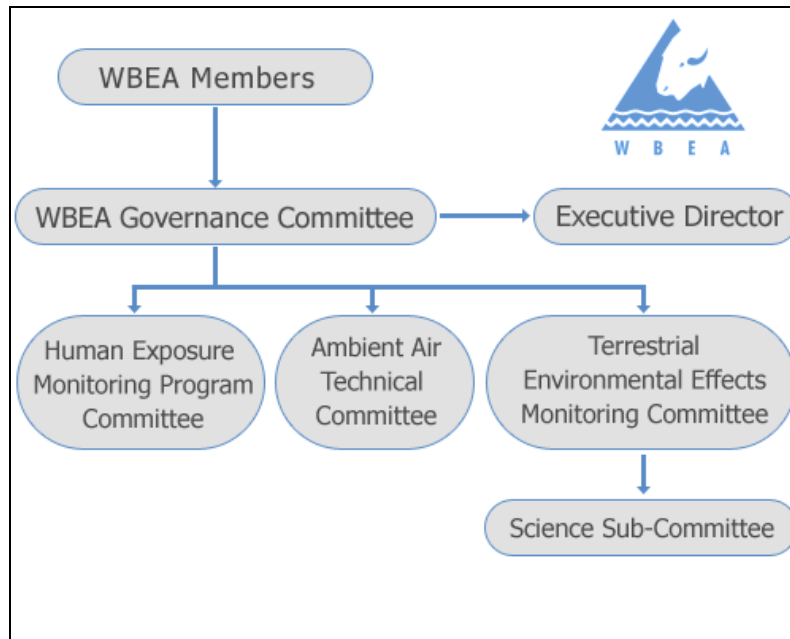 WBEA Members
W B E A
WBEA Governance Committee
Executive Director
Human Exposure
Monitoring Program
Committee
Ambient Air
Technical
Committee
Terrestrial
Environmental Effects
Monitoring Committee
Science Sub-Committee